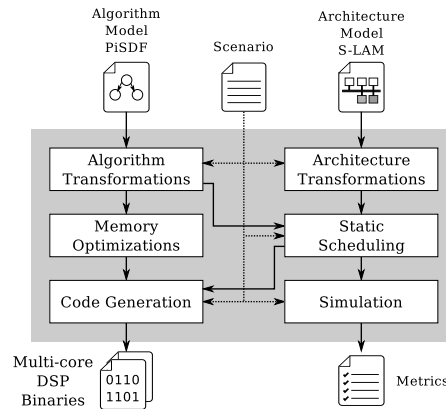 Algorithm
Model
PiSDF
Scenario
Architecture
Model
S-LAM
Algorithm
Transformations
Architecture
Transformations
Memory
Optimizations
Static
Scheduling
Code Generation
Simulation
Multi-core
DSP
Binaries
0110
1101
Metrics